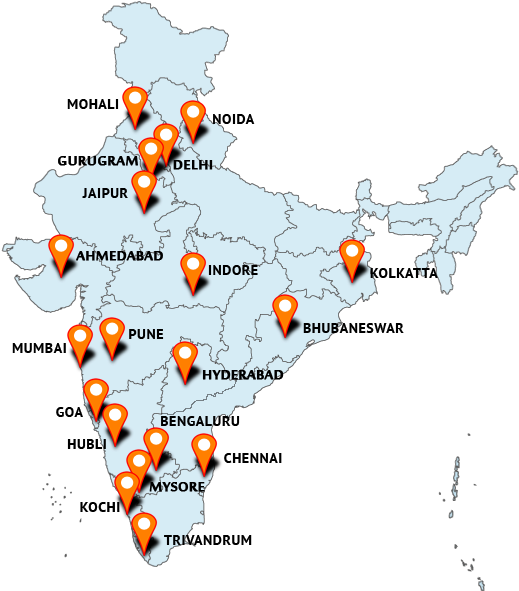 MOHALI
NOIDA
GURUGRAM
DELHI
JAIPUR
AHMEDABAD
INDORE
KOLKATTA
BHUBANESWAR
PUNE
MUMBAI
HYDERABAD
GOA
BENGALURU
HUBLI
CHENNAI
MYSORE
KOCHI
TRIVANDRUM